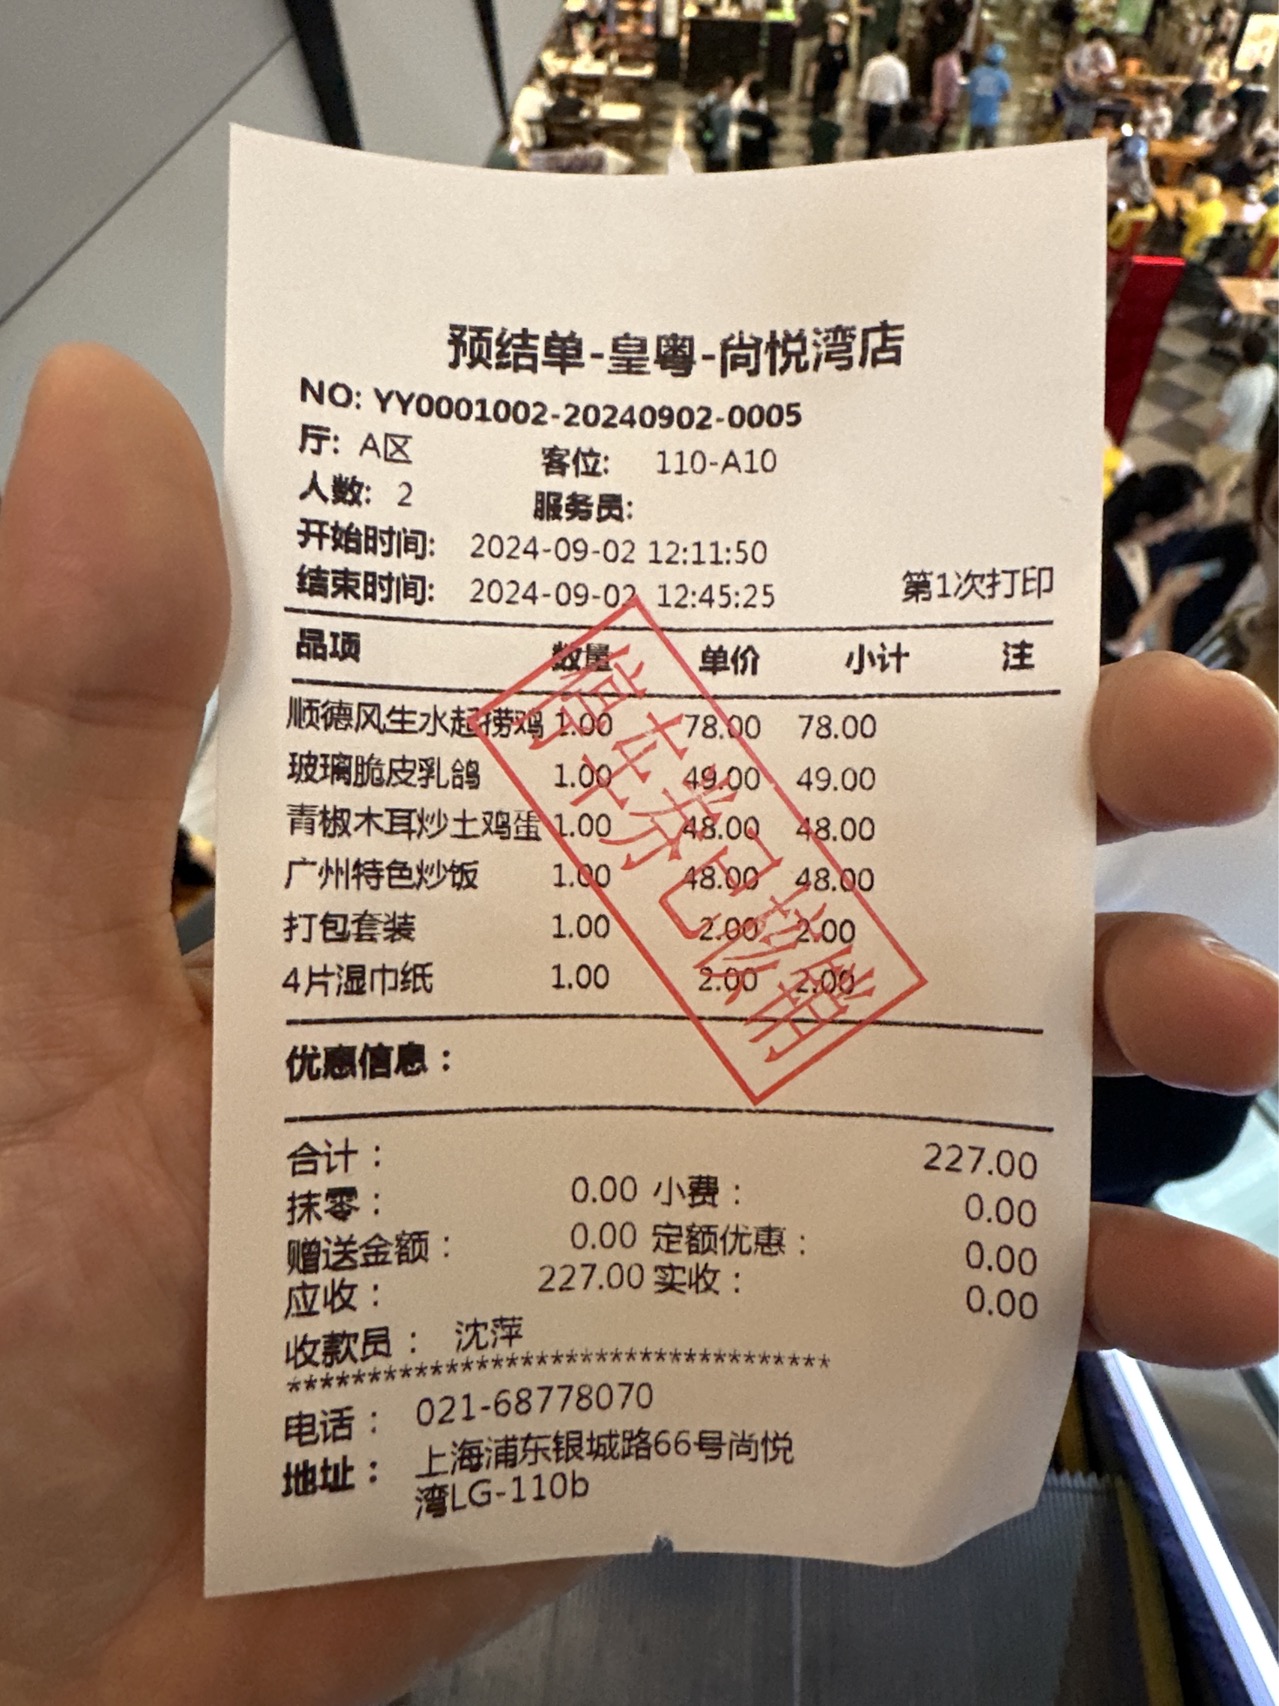 预结单-皇粤-尚悦湾店
NO: YY0001002-20240902-0005
厅: A区 客位: 110-A10
人数: 2 服务员:
开始时间: 2024-09-02 12:11:50
结束时间: 2024-09-02 12:45:25 第1次打印
品项 数量 单价 小计 注
顺德风生水起捞鸡 1.00 78.00 78.00
玻璃脆皮乳鸽 1.00 49.00 49.00
青椒木耳炒土鸡蛋 1.00 48.00 48.00
广州特色炒饭 1.00 48.00 48.00
打包套装 1.00 2.00 2.00
4片湿巾纸 1.00 2.00 2.00
停车券已核销
优惠信息：
合计： 227.00
抹零： 0.00 小费： 0.00
赠送金额： 0.00 定额优惠： 0.00
应收： 227.00 实收： 0.00
收款员： 沈萍
**********************************
电话： 021-68778070
地址： 上海浦东银城路66号尚悦
湾LG-110b